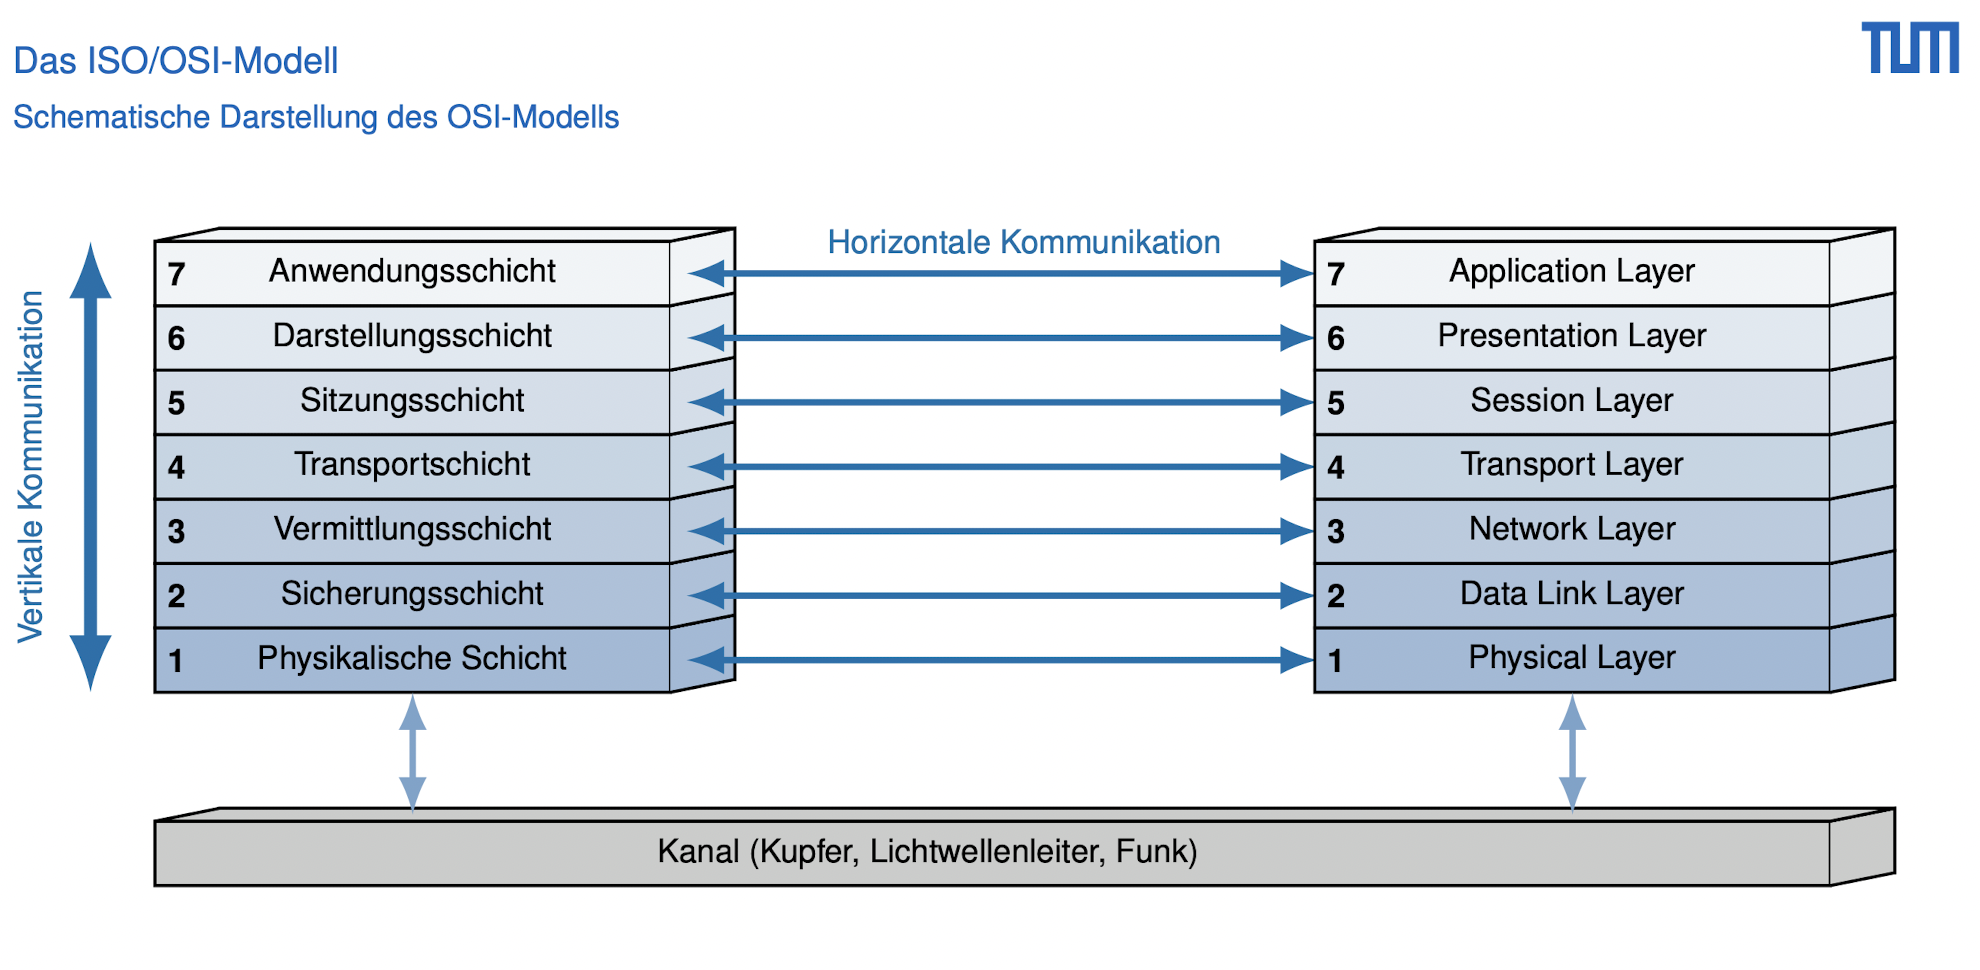 Das ISO/OSI-Modell
TUM
Schematische Darstellung des OSI-Modells
Vertikale Kommunikation
Horizontale Kommunikation
7 Anwendungsschicht
7 Application Layer
6 Darstellungsschicht
6 Presentation Layer
5 Sitzungsschicht
5 Session Layer
4 Transportschicht
4 Transport Layer
3 Vermittlungsschicht
3 Network Layer
2 Sicherungsschicht
2 Data Link Layer
1 Physikalische Schicht
1 Physical Layer
Kanal (Kupfer, Lichtwellenleiter, Funk)